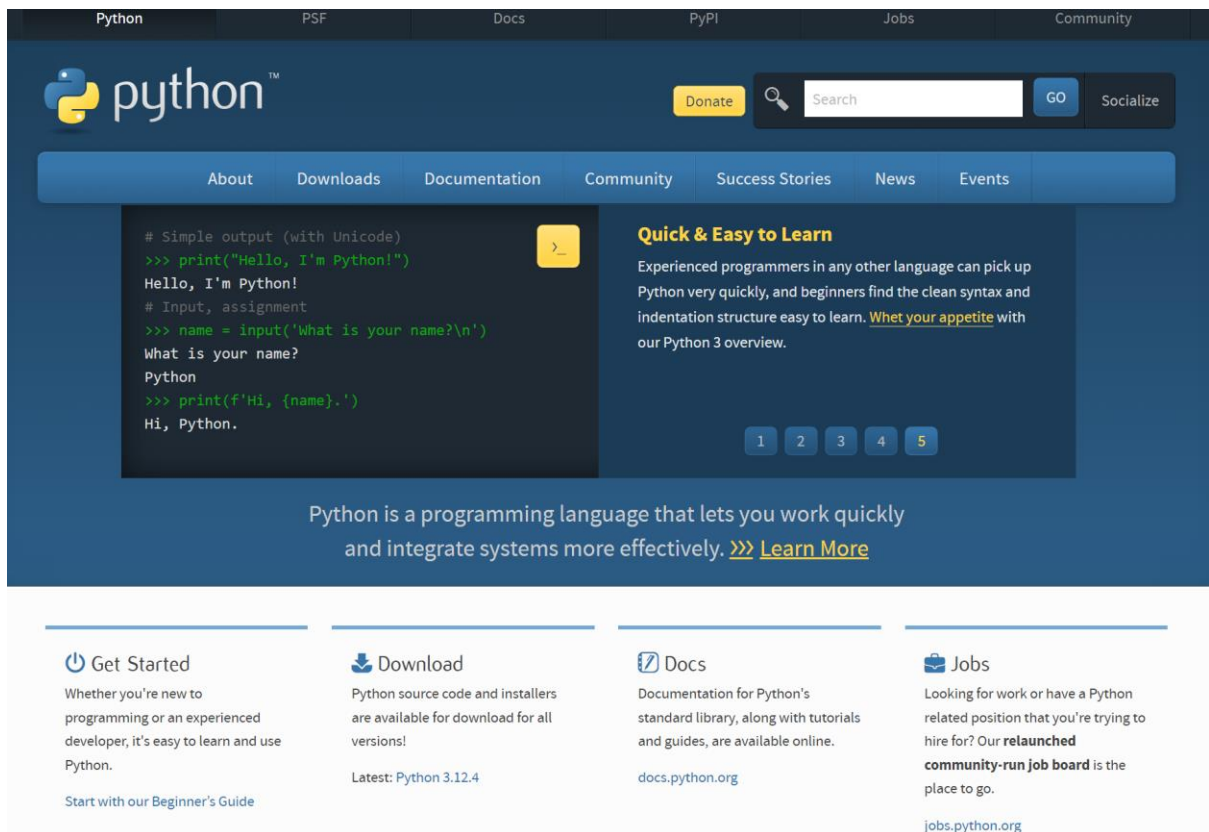 Python PSF Docs PyPI Jobs Community
python™
Donate Search GO Socialize
About Downloads Documentation Community Success Stories News Events
# Simple output (with Unicode)
>>> print("Hello, I'm Python!")
Hello, I'm Python!
# Input, assignment
>>> name = input('What is your name?\n')
What is your name?
Python
>>> print(f'Hi, {name}.')
Hi, Python.
>_
Quick & Easy to Learn
Experienced programmers in any other language can pick up
Python very quickly, and beginners find the clean syntax and
indentation structure easy to learn. Whet your appetite with
our Python 3 overview.
1 2 3 4 5
Python is a programming language that lets you work quickly
and integrate systems more effectively. >>> Learn More
Get Started
Whether you're new to
programming or an experienced
developer, it's easy to learn and use
Python.
Start with our Beginner's Guide
Download
Python source code and installers
are available for download for all
versions!
Latest: Python 3.12.4
Docs
Documentation for Python's
standard library, along with tutorials
and guides, are available online.
docs.python.org
Jobs
Looking for work or have a Python
related position that you're trying to
hire for? Our relaunched
community-run job board is the
place to go.
jobs.python.org